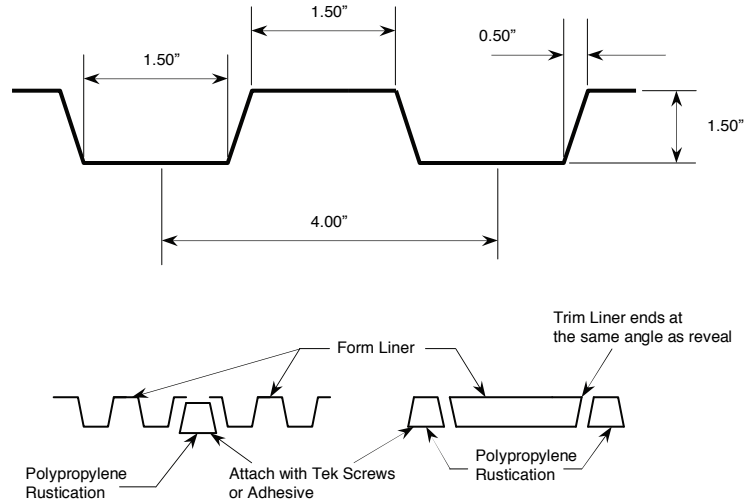 1.50”
1.50”
0.50”
1.50”
4.00”
Trim Liner ends at
the same angle as reveal
Form Liner
Polypropylene
Rustication
Attach with Tek Screws
or Adhesive
Polypropylene
Rustication